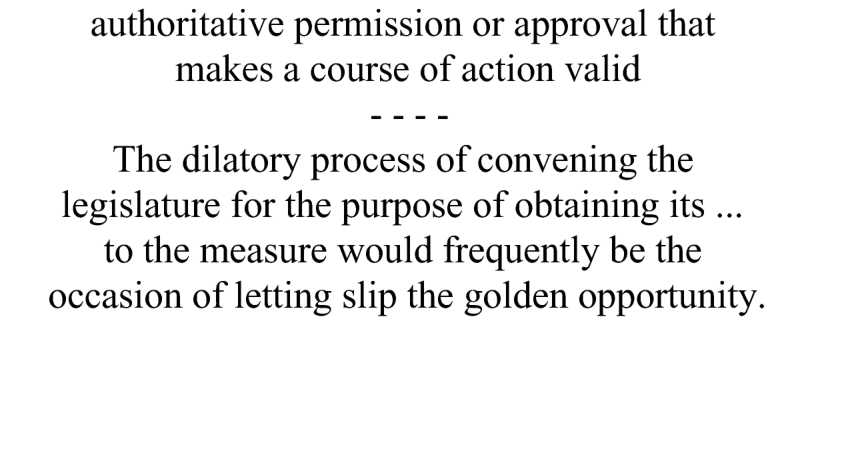 authoritative permission or approval that
makes a course of action valid
- - - -
The dilatory process of convening the
legislature for the purpose of obtaining its ...
to the measure would frequently be the
occasion of letting slip the golden opportunity.